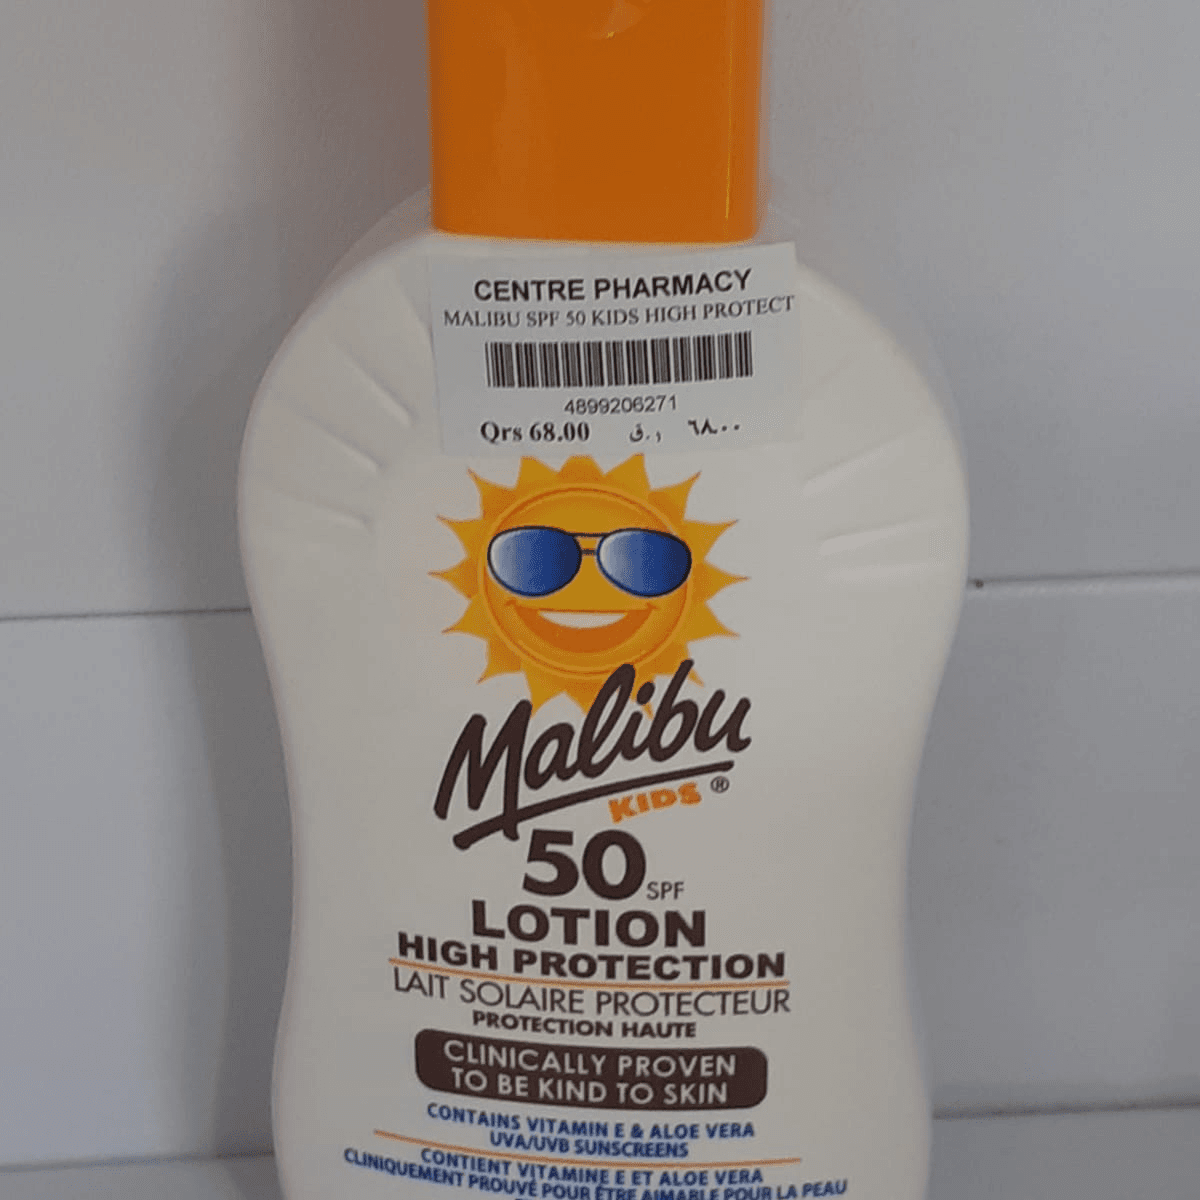 CENTRE PHARMACY
MALIBU SPF 50 KIDS HIGH PROTECT
4899206271
Qrs 68.00 ر.ق ٦٨٠٠
Malibu
KIDS ®
50 SPF
LOTION
HIGH PROTECTION
LAIT SOLAIRE PROTECTEUR
PROTECTION HAUTE
CLINICALLY PROVEN
TO BE KIND TO SKIN
CONTAINS VITAMIN E & ALOE VERA
UVA/UVB SUNSCREENS
CONTIENT VITAMINE E ET ALOE VERA
CLINIQUEMENT PROUVÉ POUR ÊTRE AIMABLE POUR LA PEAU